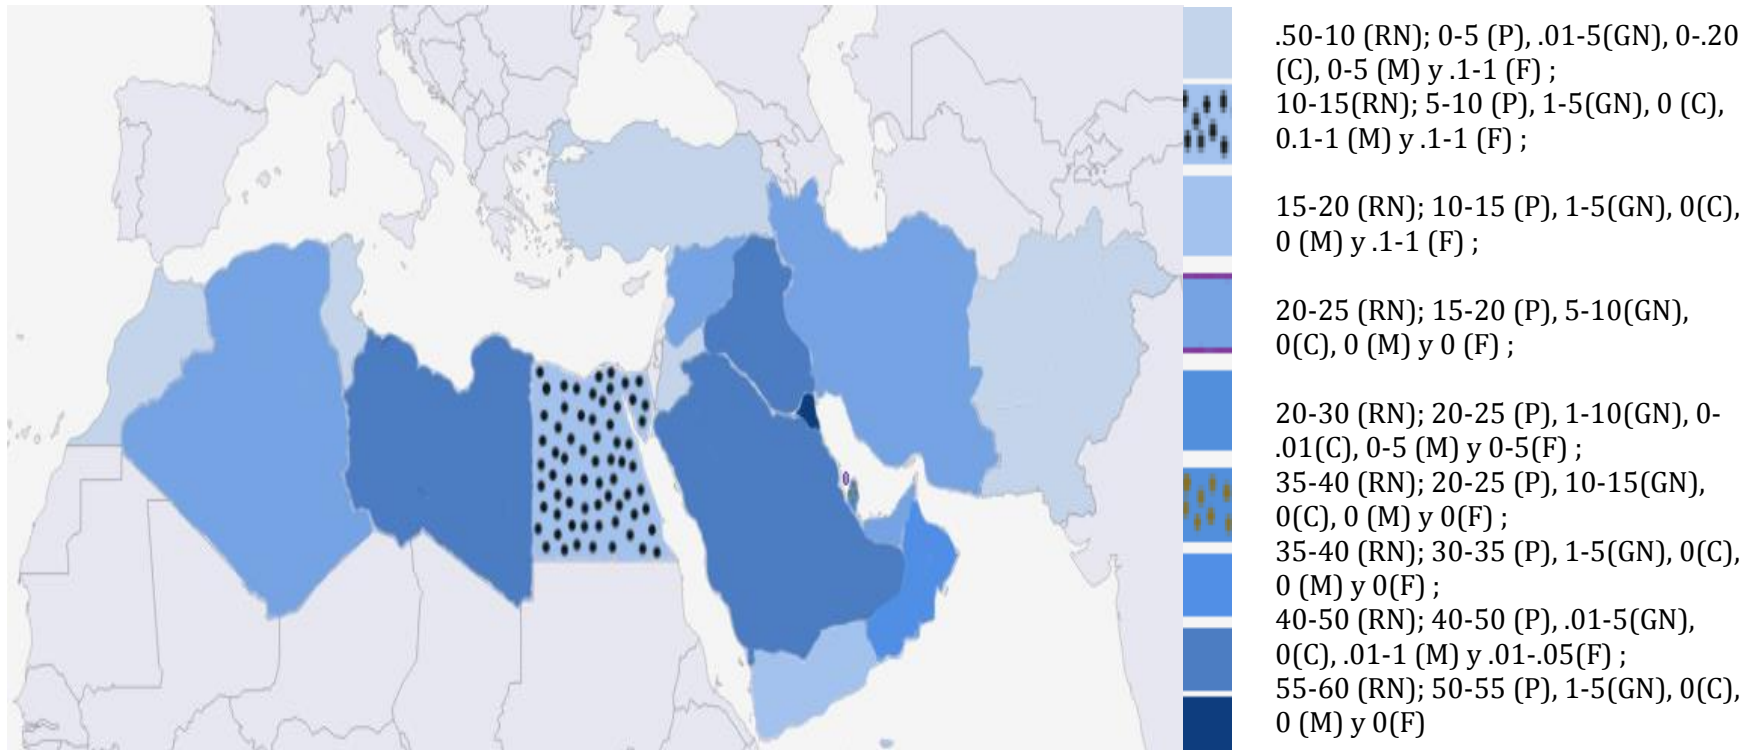 .50-10 (RN); 0-5 (P), .01-5(GN), 0-.20
(C), 0-5 (M) y .1-1 (F) ;
10-15(RN); 5-10 (P), 1-5(GN), 0 (C),
0.1-1 (M) y .1-1 (F) ;
15-20 (RN); 10-15 (P), 1-5(GN), 0(C),
0 (M) y .1-1 (F) ;
20-25 (RN); 15-20 (P), 5-10(GN),
0(C), 0 (M) y 0 (F) ;
20-30 (RN); 20-25 (P), 1-10(GN), 0-
.01(C), 0-5 (M) y 0-5(F) ;
35-40 (RN); 20-25 (P), 10-15(GN),
0(C), 0 (M) y 0(F) ;
35-40 (RN); 30-35 (P), 1-5(GN), 0(C),
0 (M) y 0(F) ;
40-50 (RN); 40-50 (P), .01-5(GN),
0(C), .01-1 (M) y .01-.05(F) ;
55-60 (RN); 50-55 (P), 1-5(GN), 0(C),
0 (M) y 0(F)